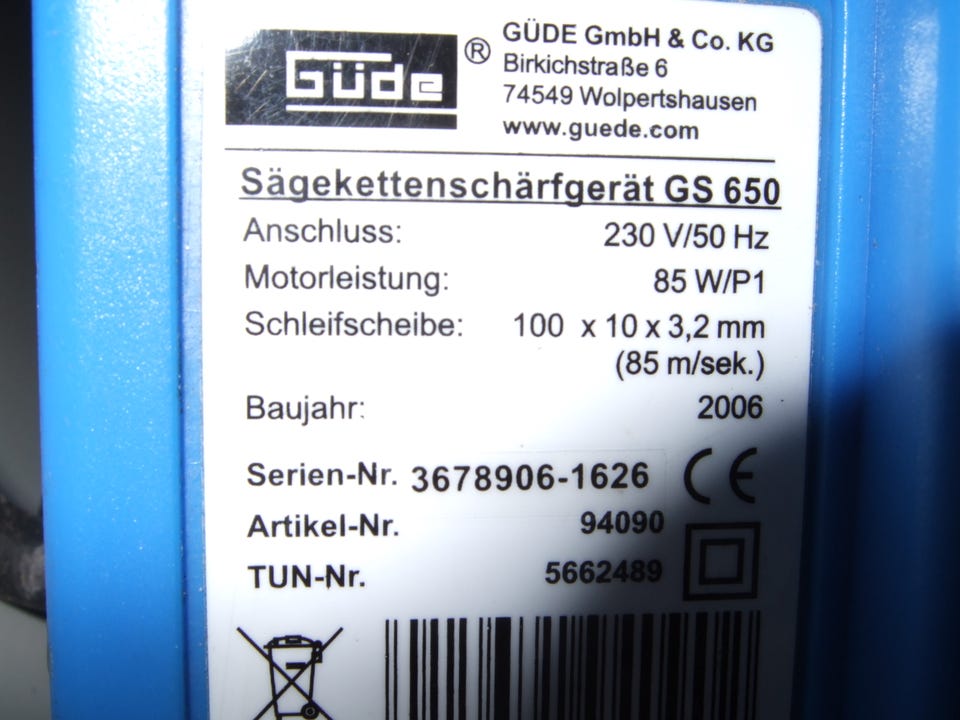 Güde ®
GÜDE GmbH & Co. KG
Birkichstraße 6
74549 Wolpertshausen
www.guede.com
Sägekettenschärfgerät GS 650
Anschluss: 230 V/50 Hz
Motorleistung: 85 W/P1
Schleifscheibe: 100 x 10 x 3,2 mm
(85 m/sek.)
Baujahr: 2006
Serien-Nr. 3678906-1626
CE
Artikel-Nr. 94090
TUN-Nr. 5662489